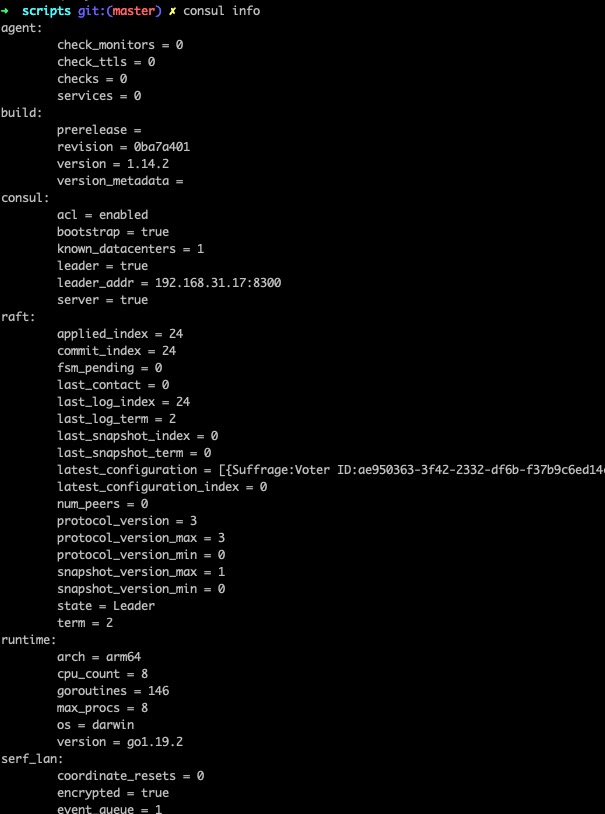 ➜  scripts git:(master) ✗ consul info
agent:
        check_monitors = 0
        check_ttls = 0
        checks = 0
        services = 0
build:
        prerelease =
        revision = 0ba7a401
        version = 1.14.2
        version_metadata =
consul:
        acl = enabled
        bootstrap = true
        known_datacenters = 1
        leader = true
        leader_addr = 192.168.31.17:8300
        server = true
raft:
        applied_index = 24
        commit_index = 24
        fsm_pending = 0
        last_contact = 0
        last_log_index = 24
        last_log_term = 2
        last_snapshot_index = 0
        last_snapshot_term = 0
        latest_configuration = [{Suffrage:Voter ID:ae950363-3f42-2332-df6b-f37b9c6ed14
        latest_configuration_index = 0
        num_peers = 0
        protocol_version = 3
        protocol_version_max = 3
        protocol_version_min = 0
        snapshot_version_max = 1
        snapshot_version_min = 0
        state = Leader
        term = 2
runtime:
        arch = arm64
        cpu_count = 8
        goroutines = 146
        max_procs = 8
        os = darwin
        version = go1.19.2
serf_lan:
        coordinate_resets = 0
        encrypted = true
        event_queue = 1